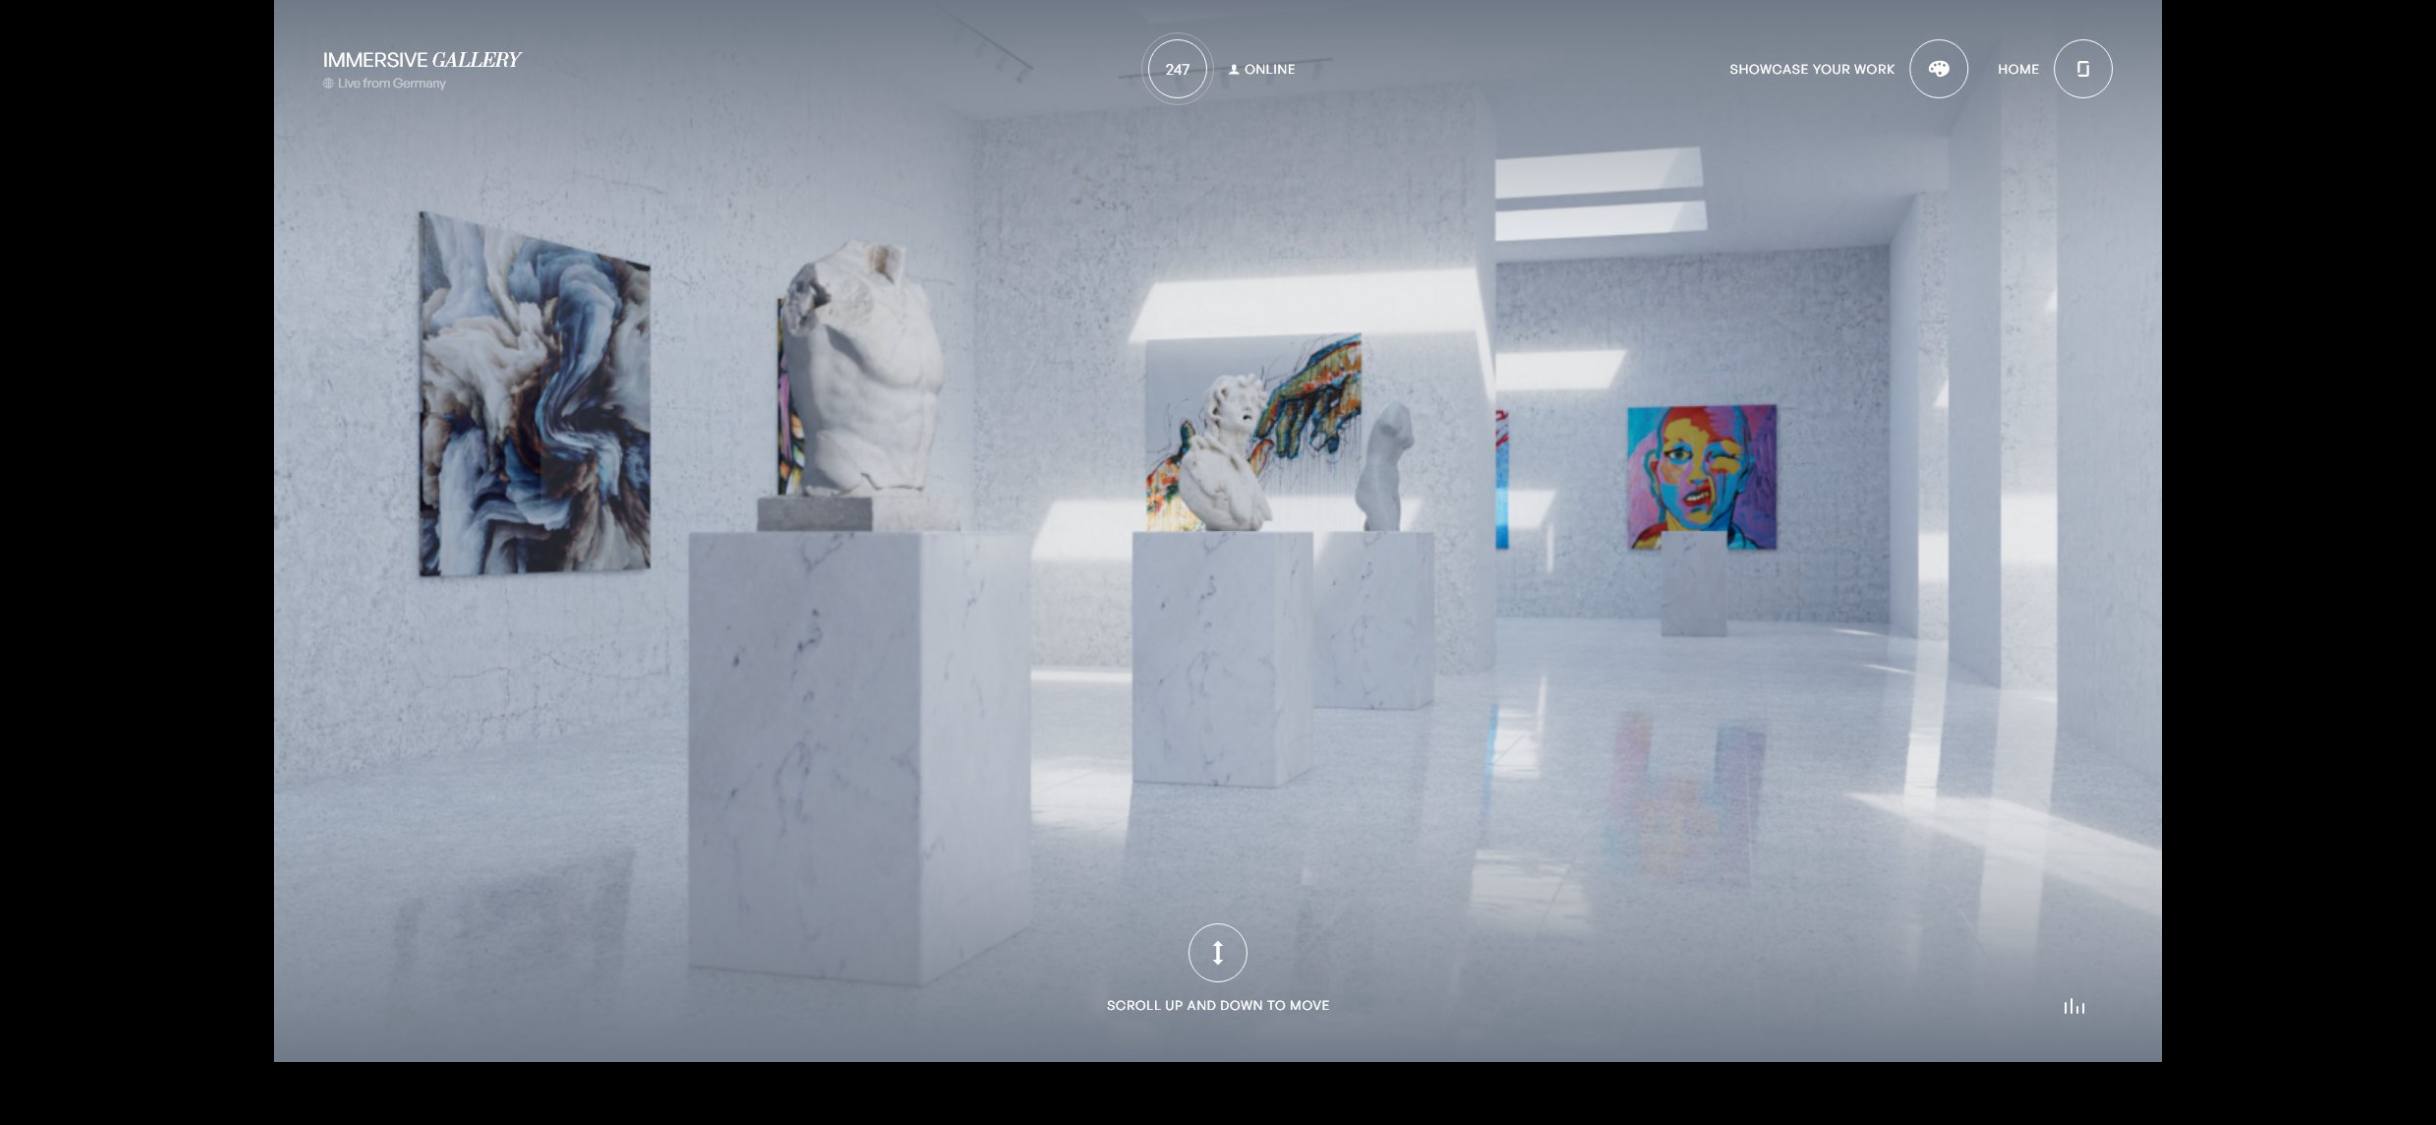 IMMERSIVE GALLERY
Live from Germany
247
ONLINE
SHOWCASE YOUR WORK
HOME
SCROLL UP AND DOWN TO MOVE